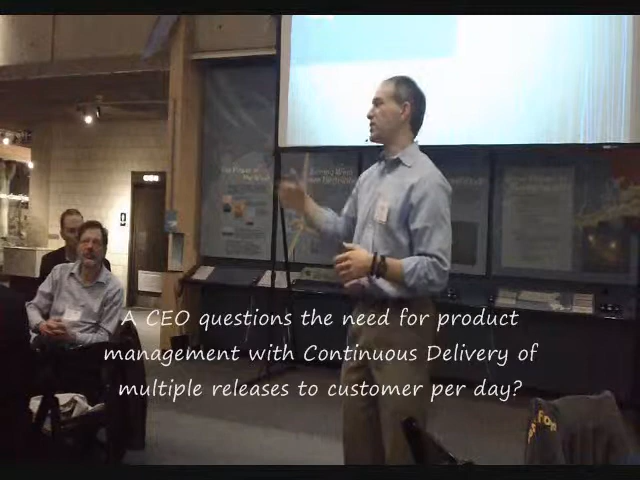 A CEO questions the need for product
management with Continuous Delivery of
multiple releases to customer per day?